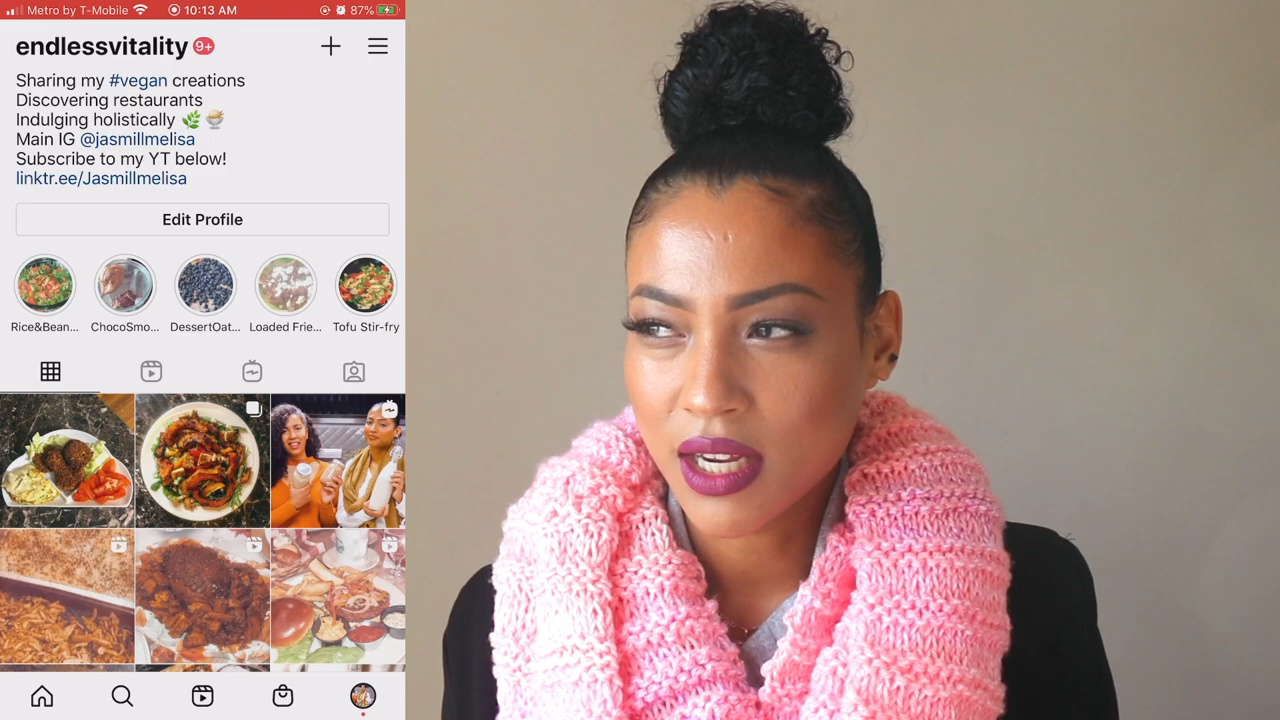 Metro by T-Mobile 10:13 AM 87%
endlessvitality 9+
Sharing my #vegan creations
Discovering restaurants
Indulging holistically
Main IG @jasmillmelisa
Subscribe to my YT below!
linktr.ee/Jasmillmelisa
Edit Profile
Rice&Bean... ChocoSmo... DessertOat... Loaded Frie... Tofu Stir-fry